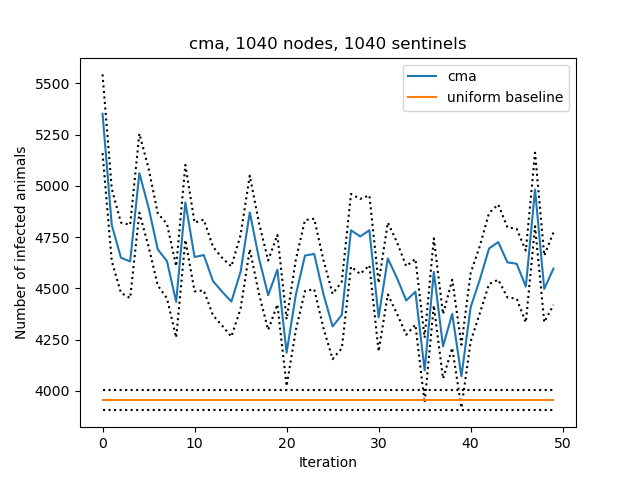 cma, 1040 nodes, 1040 sentinels
cma
uniform baseline
Number of infected animals
5500
5250
5000
4750
4500
4250
4000
0 10 20 30 40 50
Iteration